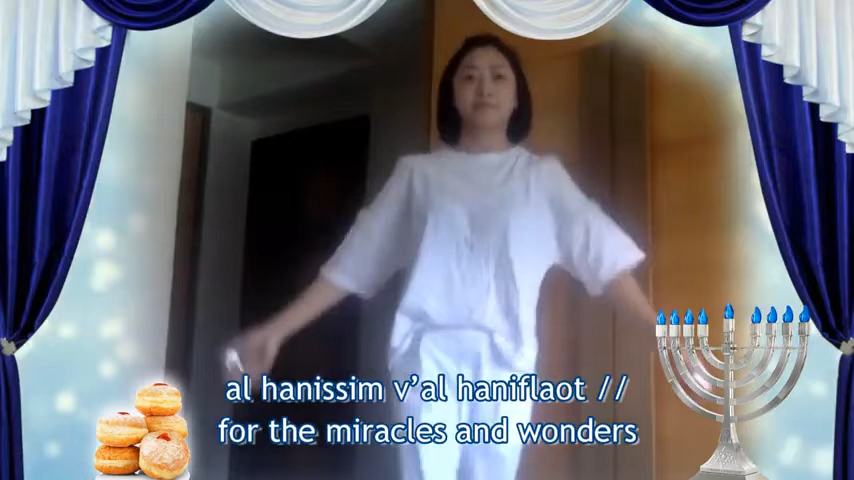 al hanissim v’al haniflaot //
for the miracles and wonders